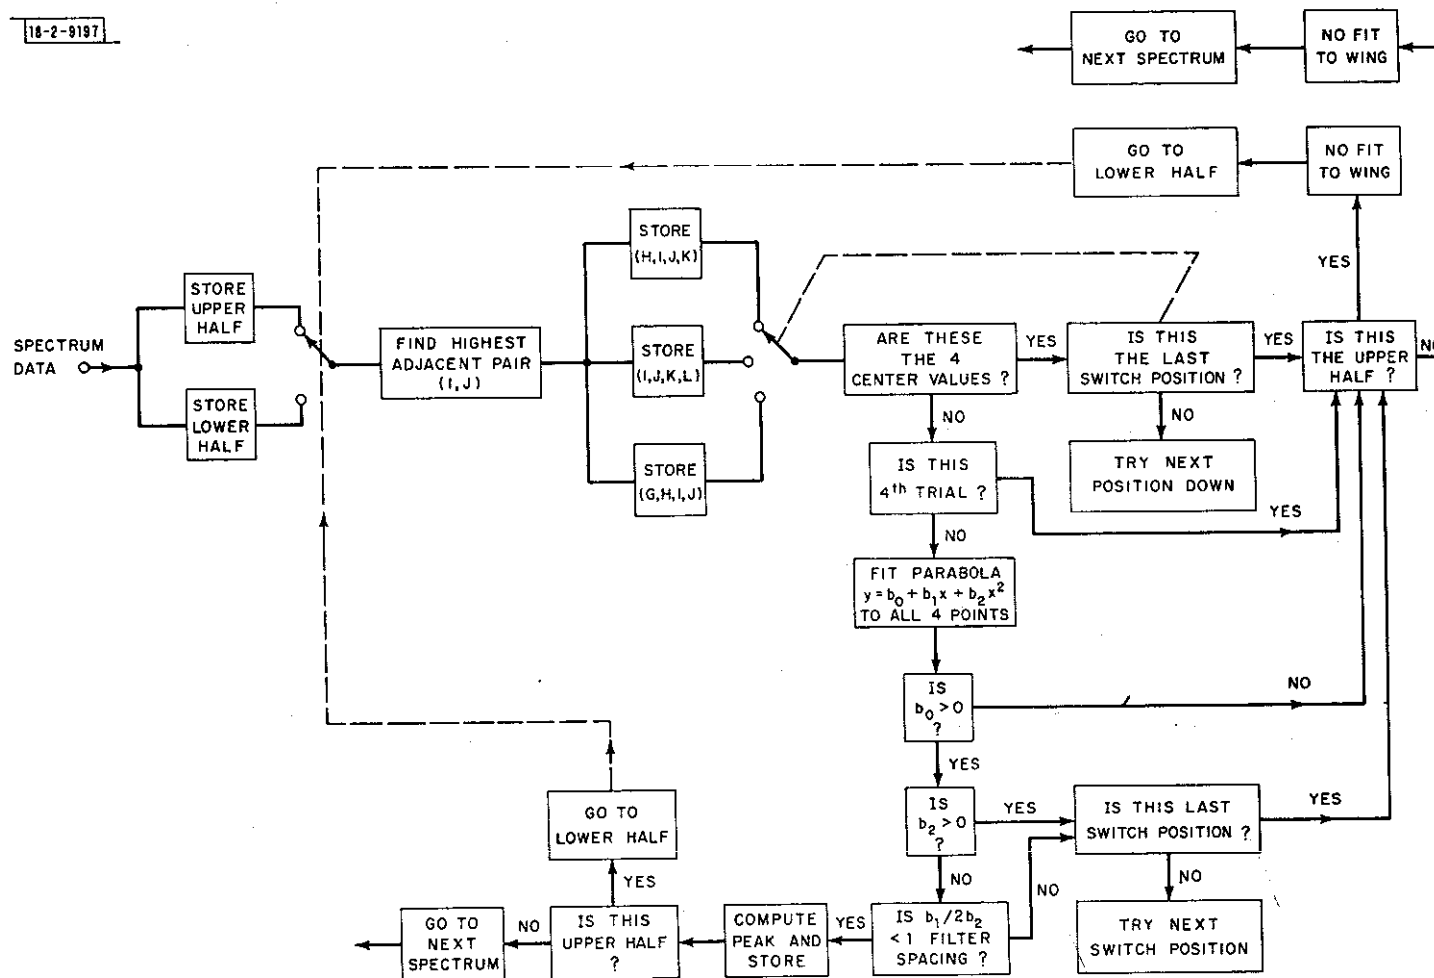 18-2-9197
GO TO
NEXT SPECTRUM
NO FIT
TO WING
GO TO
LOWER HALF
NO FIT
TO WING
YES
STORE
(H,I,J,K)
STORE
UPPER
HALF
SPECTRUM
DATA
STORE
LOWER
HALF
FIND HIGHEST
ADJACENT PAIR
(I,J)
STORE
(I,J,K,L)
STORE
(G,H,I,J)
ARE THESE
THE 4
CENTER VALUES ?
YES
IS THIS
THE LAST
SWITCH POSITION ?
YES
IS THIS
THE UPPER
HALF ?
NO
NO
NO
IS THIS
4th TRIAL ?
TRY NEXT
POSITION DOWN
YES
NO
FIT PARABOLA
y = b0 + b1x + b2x2
TO ALL 4 POINTS
IS
b0 > 0
?
NO
YES
IS
b2 > 0
?
YES
IS THIS LAST
SWITCH POSITION ?
YES
GO TO
LOWER HALF
YES
NO
NO
NO
GO TO
NEXT
SPECTRUM
NO
IS THIS
UPPER HALF
?
COMPUTE
PEAK AND
STORE
YES
IS b1/2b2
<1 FILTER
SPACING ?
TRY NEXT
SWITCH POSITION